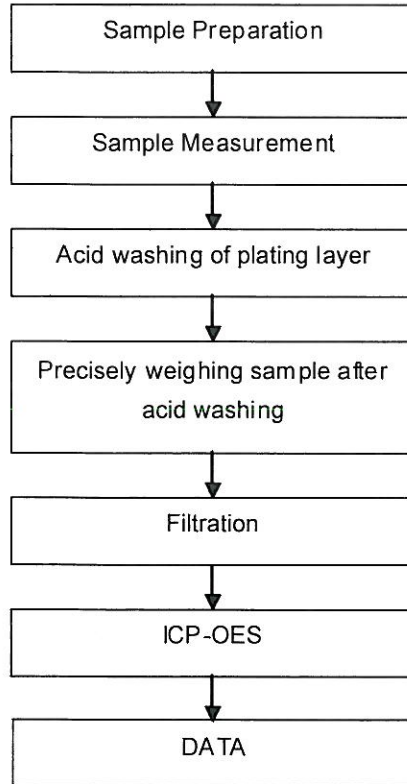 Sample Preparation
Sample Measurement
Acid washing of plating layer
Precisely weighing sample after
acid washing
Filtration
ICP-OES
DATA